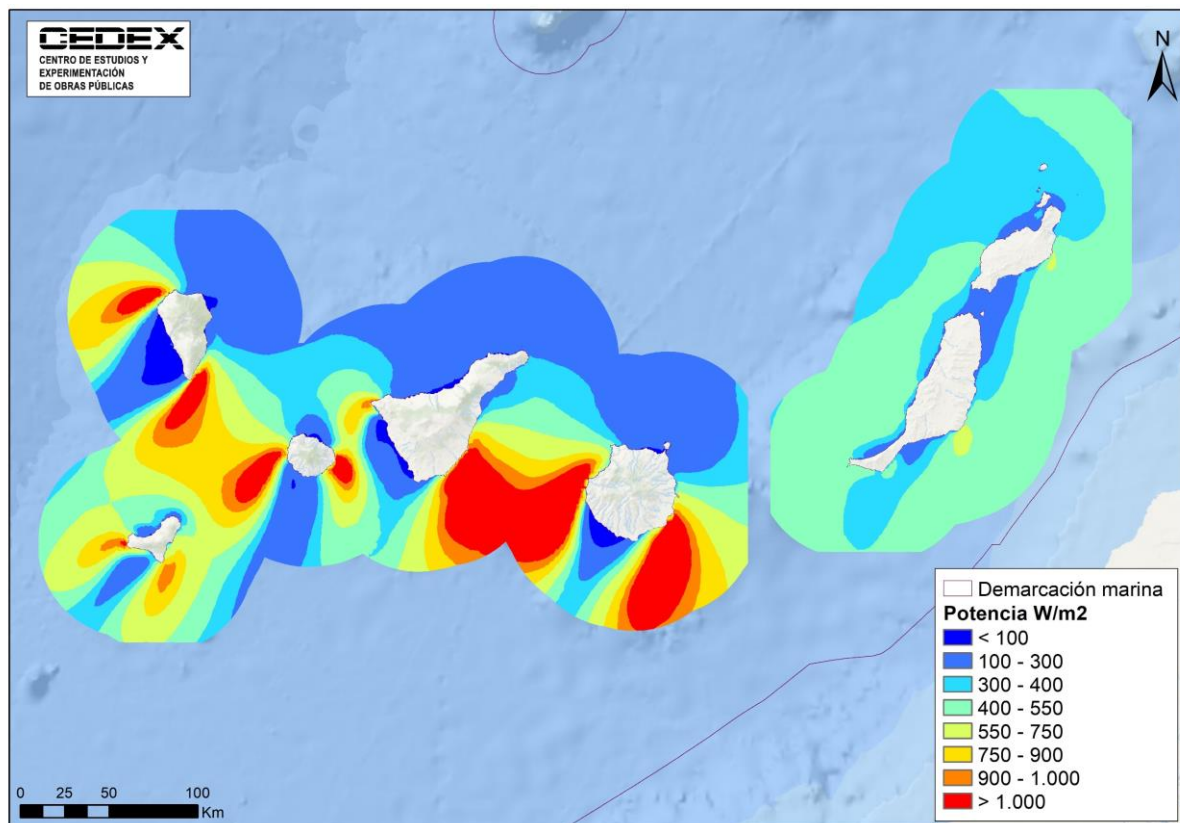 CEDEX
CENTRO DE ESTUDIOS Y
EXPERIMENTACIÓN
DE OBRAS PÚBLICAS
N
Demarcación marina
Potencia W/m2
< 100
100 - 300
300 - 400
400 - 550
550 - 750
750 - 900
900 - 1.000
> 1.000
0 25 50 100
Km